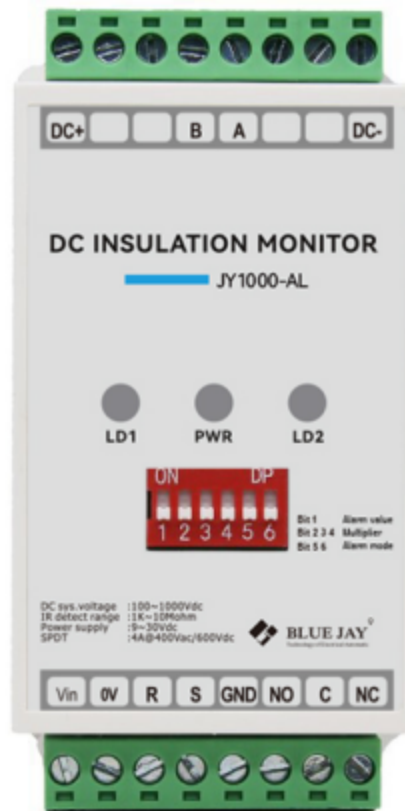 DC+ B A DC-
DC INSULATION MONITOR
JY1000-AL
LD1 PWR LD2
ON DP
1 2 3 4 5 6
Bit 1 Alarm value
Bit 2 3 4 Multiplier
Bit 5 6 Alarm mode
DC sys.voltage :100~1000Vdc
IR detect range :1K~10Mohm
Power supply :9~30Vdc
SPDT :4A@400Vac/600Vdc
BLUE JAY
Vin 0V R S GND NO C NC